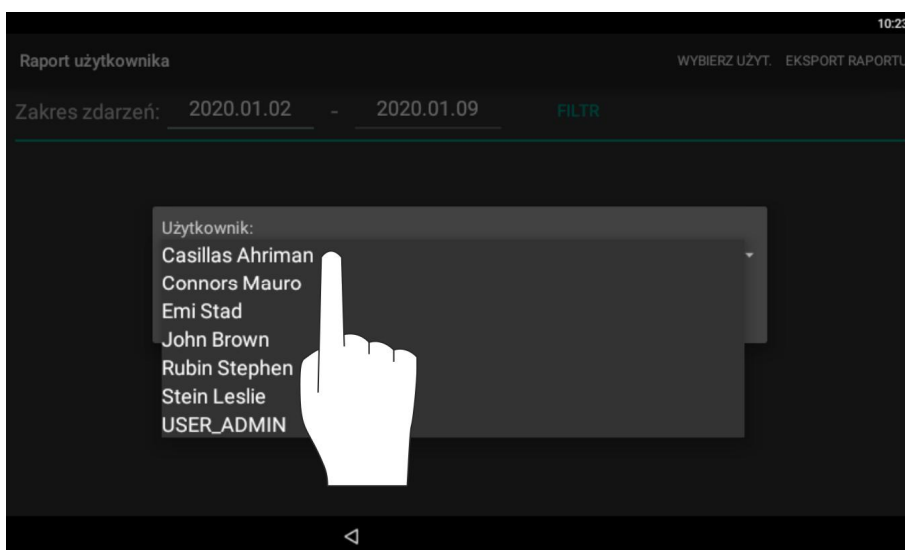 10:23
Raport użytkownika WYBIERZ UŻYT. EKSPORT RAPORTU
Zakres zdarzeń: 2020.01.02 - 2020.01.09 FILTR
Użytkownik:
Casillas Ahriman
Connors Mauro
Emi Stad
John Brown
Rubin Stephen
Stein Leslie
USER_ADMIN